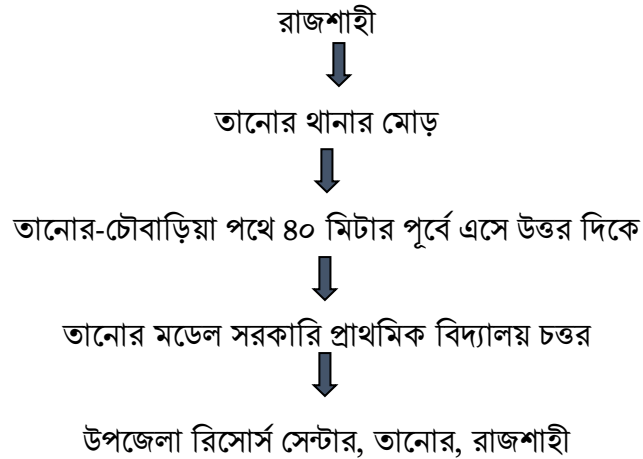 রাজশাহী
তানোর থানার মোড়
তানোর-চৌবাড়িয়া পথে ৪০ মিটার পূর্বে এসে উত্তর দিকে
তানোর মডেল সরকারি প্রাথমিক বিদ্যালয় চত্তর
উপজেলা রিসোর্স সেন্টার, তানোর, রাজশাহী